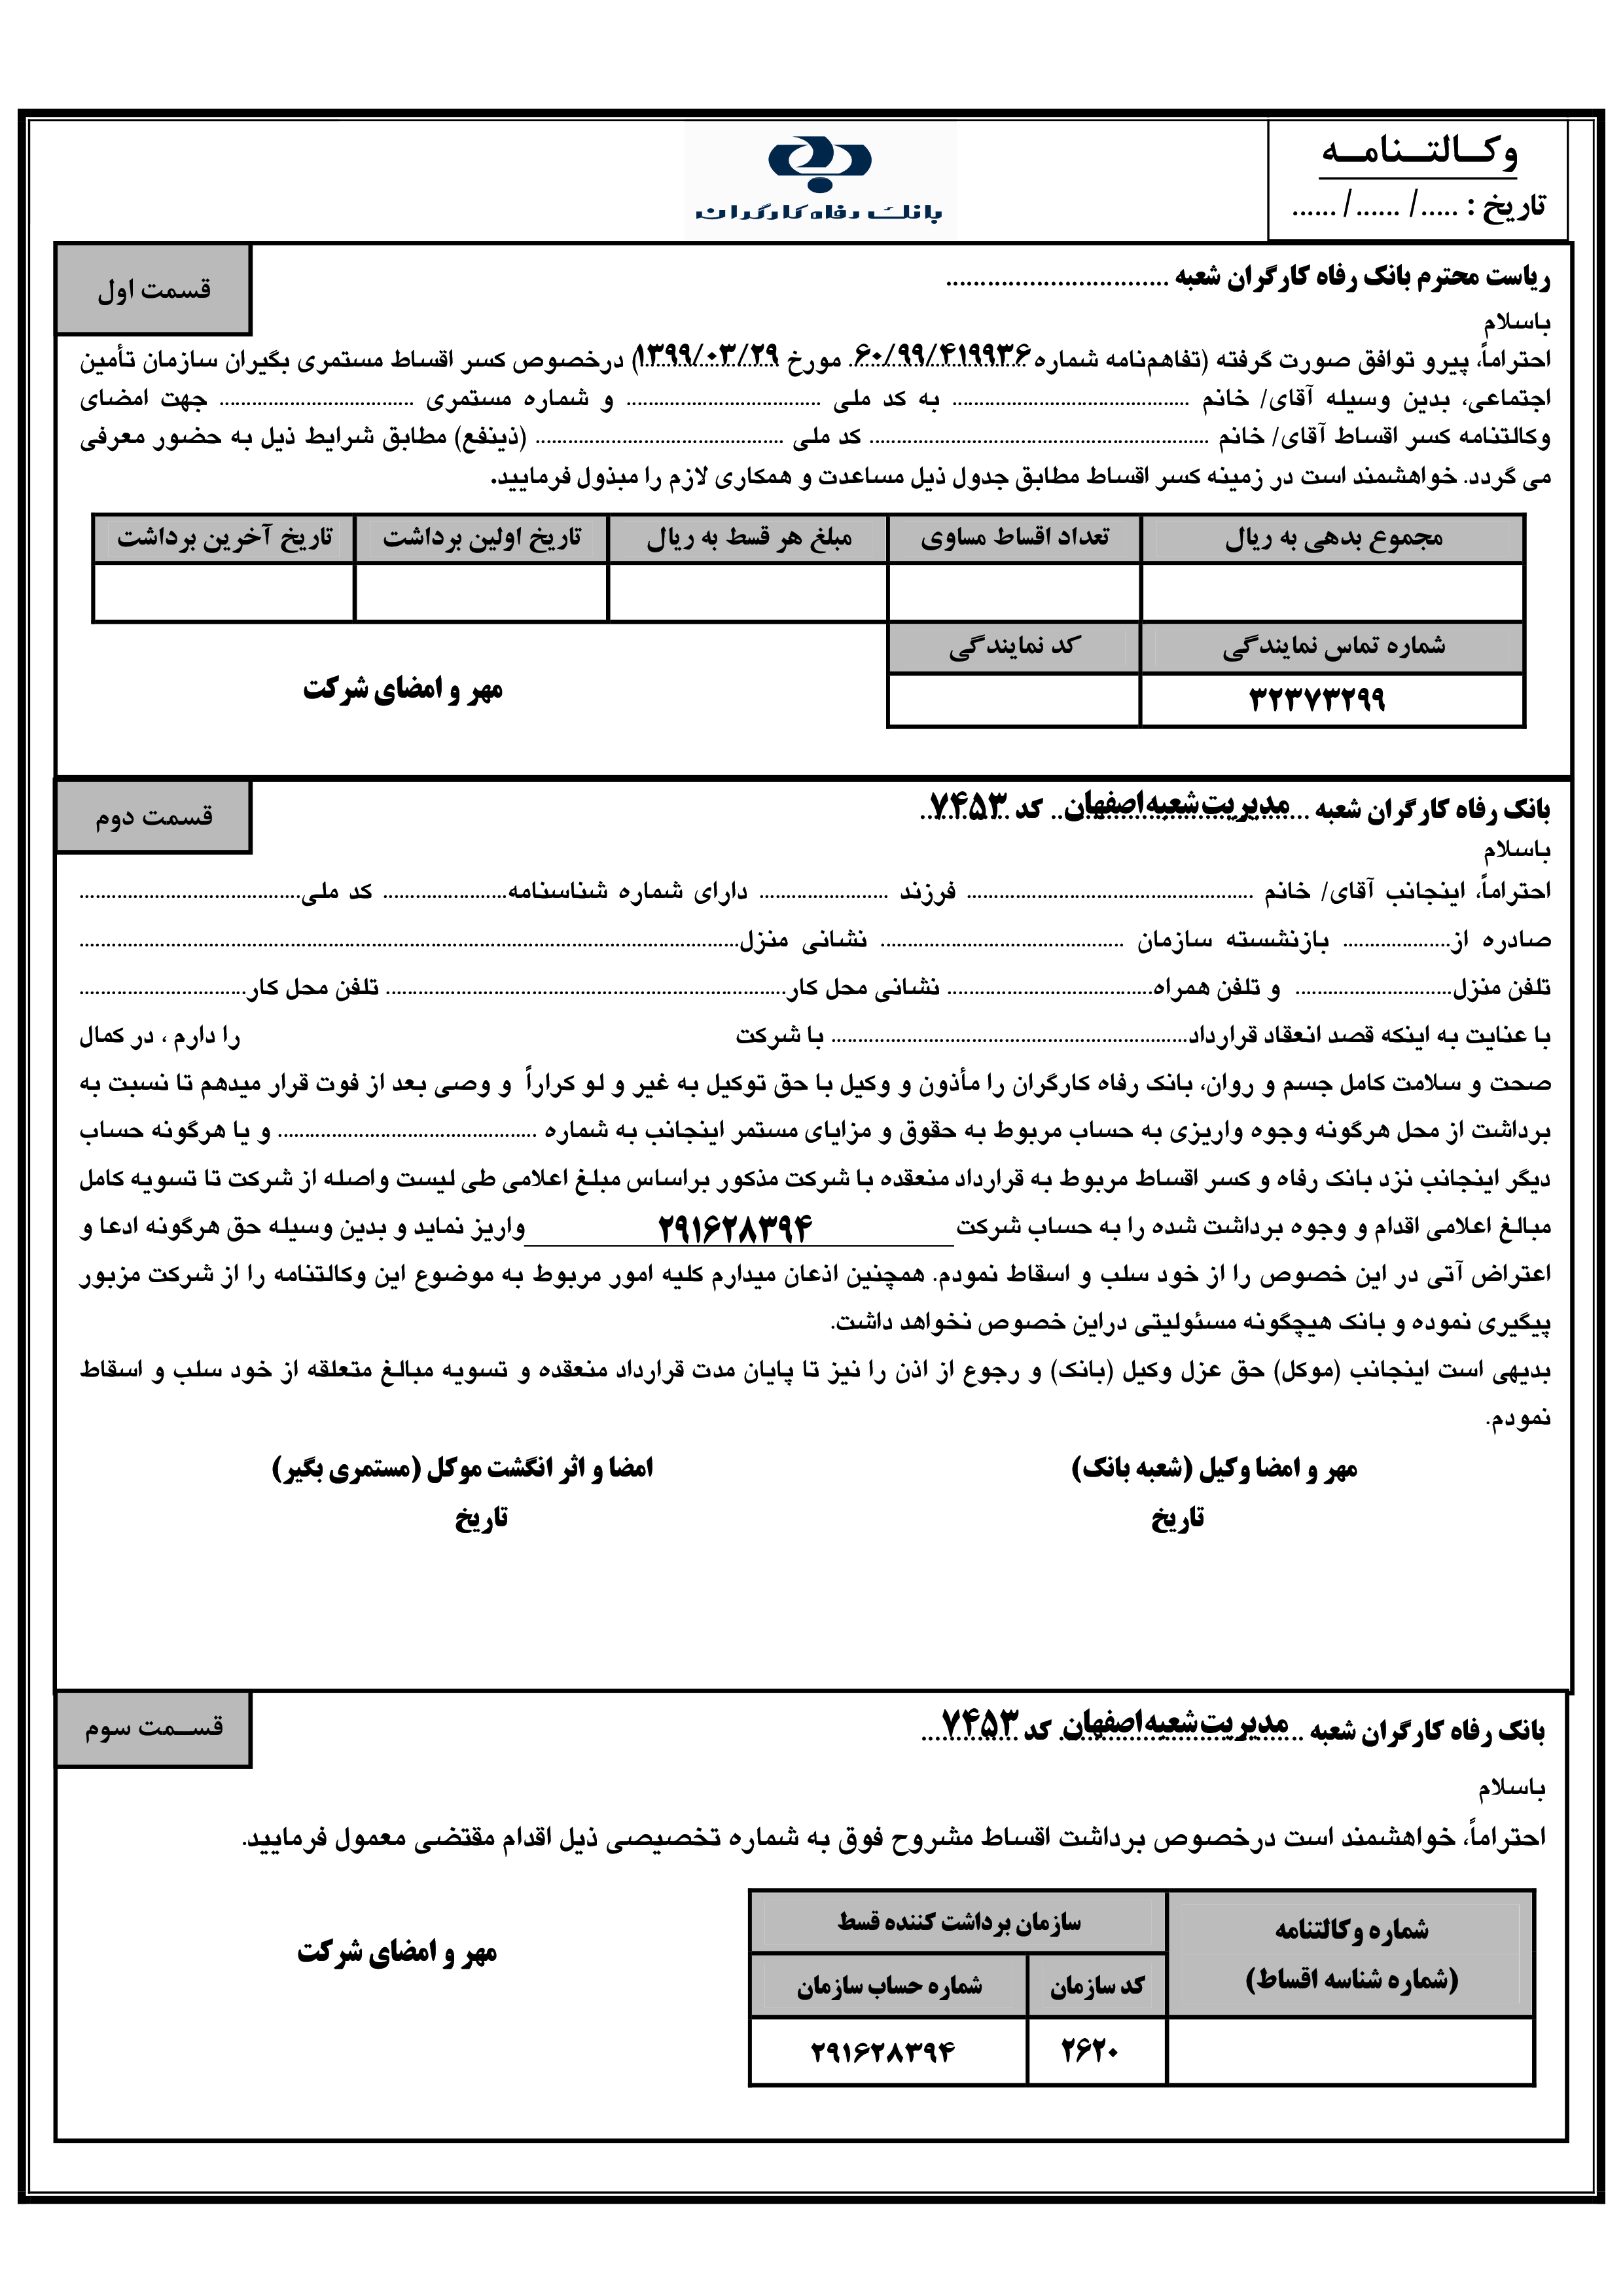 وکــالتــنامــه
تاریخ : ...../ ....../ ......
بانک رفاه کارگران
قسمت اول
ریاست محترم بانک رفاه کارگران شعبه ................................
باسلام
احتراماً، پیرو توافق صورت گرفته (تفاهم‌نامه شماره ۶۰/۹۹/۴۱۹۹۳۶ مورخ ۱۳۹۹/۰۳/۲۹) درخصوص کسر اقساط مستمری بگیران سازمان تأمین
اجتماعی، بدین وسیله آقای/ خانم ............................................ به کد ملی .................................... و شماره مستمری .................................... جهت امضای
وکالتنامه کسر اقساط آقای/ خانم ............................................................... کد ملی .............................................. (ذینفع) مطابق شرایط ذیل به حضور معرفی
می گردد. خواهشمند است در زمینه کسر اقساط مطابق جدول ذیل مساعدت و همکاری لازم را مبذول فرمایید.
مجموع بدهی به ریال تعداد اقساط مساوی مبلغ هر قسط به ریال تاریخ اولین برداشت تاریخ آخرین برداشت
شماره تماس نمایندگی کد نمایندگی
۳۲۳۷۳۲۹۹
مهر و امضای شرکت
قسمت دوم
بانک رفاه کارگران شعبه مدیریت شعبه اصفهان کد ۷۴۵۳
باسلام
احتراماً، اینجانب آقای/ خانم ..................................................... فرزند ........................ دارای شماره شناسنامه....................... کد ملی.........................................
صادره از.................... بازنشسته سازمان ............................................. نشانی منزل..........................................................................................................................
تلفن منزل............................. و تلفن همراه...................................... نشانی محل کار.......................................................................... تلفن محل کار...............................
با عنایت به اینکه قصد انعقاد قرارداد.................................................................. با شرکت را دارم ، در کمال
صحت و سلامت کامل جسم و روان، بانک رفاه کارگران را مأذون و وکیل با حق توکیل به غیر و لو کراراً و وصی بعد از فوت قرار میدهم تا نسبت به
برداشت از محل هرگونه وجوه واریزی به حساب مربوط به حقوق و مزایای مستمر اینجانب به شماره ................................................ و یا هرگونه حساب
دیگر اینجانب نزد بانک رفاه و کسر اقساط مربوط به قرارداد منعقده با شرکت مذکور براساس مبلغ اعلامی طی لیست واصله از شرکت تا تسویه کامل
مبالغ اعلامی اقدام و وجوه برداشت شده را به حساب شرکت ۲۹۱۶۲۸۳۹۴ واریز نماید و بدین وسیله حق هرگونه ادعا و
اعتراض آتی در این خصوص را از خود سلب و اسقاط نمودم. همچنین اذعان میدارم کلیه امور مربوط به موضوع این وکالتنامه را از شرکت مزبور
پیگیری نموده و بانک هیچگونه مسئولیتی دراین خصوص نخواهد داشت.
بدیهی است اینجانب (موکل) حق عزل وکیل (بانک) و رجوع از اذن را نیز تا پایان مدت قرارداد منعقده و تسویه مبالغ متعلقه از خود سلب و اسقاط
نمودم.
مهر و امضا وکیل (شعبه بانک) امضا و اثر انگشت موکل (مستمری بگیر)
تاریخ تاریخ
قســمت سوم
بانک رفاه کارگران شعبه مدیریت شعبه اصفهان کد ۷۴۵۳
باسلام
احتراماً، خواهشمند است درخصوص برداشت اقساط مشروح فوق به شماره تخصیصی ذیل اقدام مقتضی معمول فرمایید.
شماره وکالتنامه سازمان برداشت کننده قسط
(شماره شناسه اقساط) کد سازمان شماره حساب سازمان
۲۶۲۰ ۲۹۱۶۲۸۳۹۴
مهر و امضای شرکت